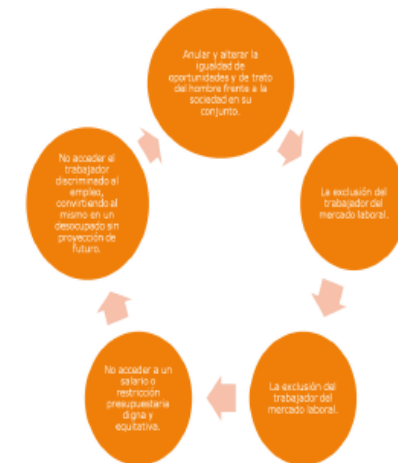 Anular y alterar la
igualdad de
oportunidades y de trato
del hombre frente a la
sociedad en su
conjunto.
La exclusión del
trabajador del
mercado laboral.
La exclusión del
trabajador del
mercado laboral.
No acceder a un
salario o
restricción
presupuestaria
digna y
equitativa.
No acceder el
trabajador
discriminado al
empleo,
convirtiendo al
mismo en un
desocupado sin
proyección de
futuro.